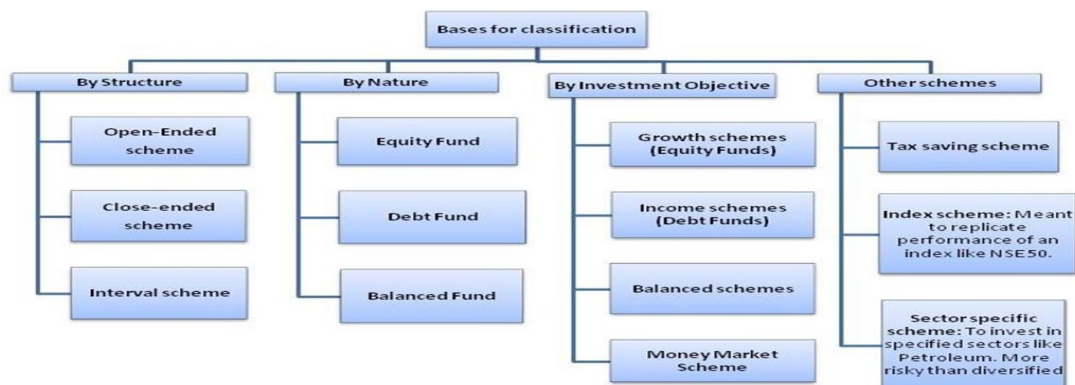 Bases for classification
By Structure
Open-Ended
scheme
Close-ended
scheme
Interval scheme
By Nature
Equity Fund
Debt Fund
Balanced Fund
By Investment Objective
Growth schemes
(Equity Funds)
Income schemes
(Debt Funds)
Balanced schemes
Money Market
Scheme
Other schemes
Tax saving scheme
Index scheme: Meant
to replicate
performance of an
index like NSE50.
Sector specific
scheme: To invest in
specified sectors like
Petroleum. More
risky than diversified